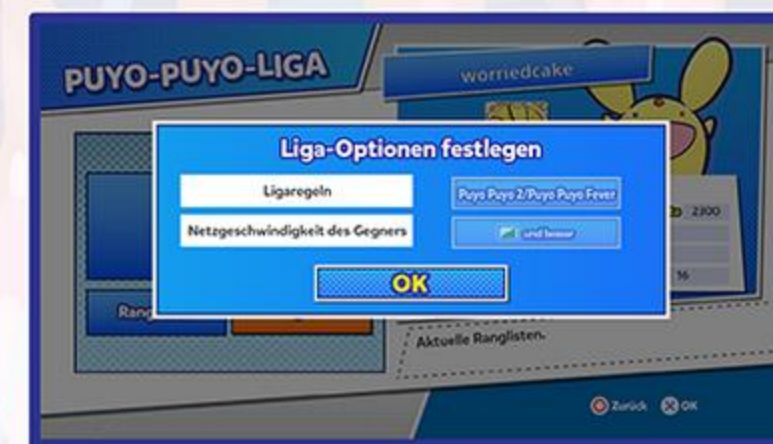 PUYO-PUYO-LIGA
worriedcake
Liga-Optionen festlegen
Ligaregeln
Puyo Puyo 2/Puyo Puyo Fever
Netzgeschwindigkeit des Gegners
und besser
OK
2300
16
Rang
Aktuelle Ranglisten.
Zurück
OK